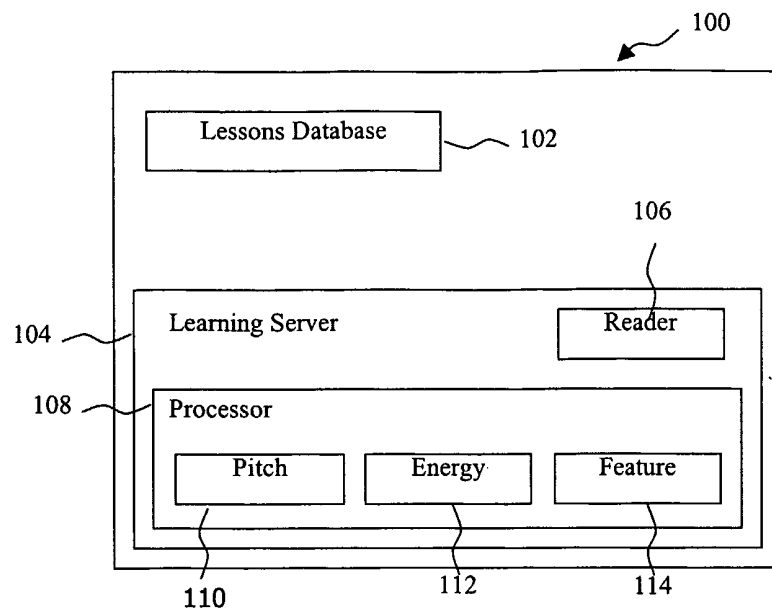 100
Lessons Database
102
106
104
Learning Server
Reader
108
Processor
Pitch
Energy
Feature
110
112
114